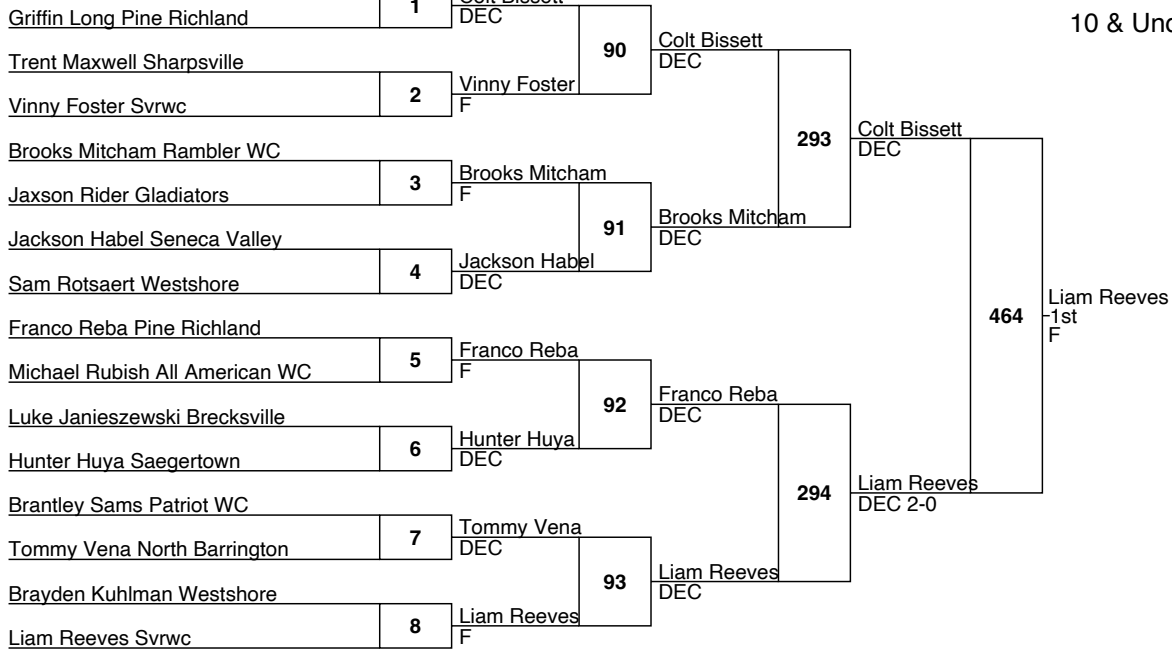 Griffin Long Pine Richland
1
Colt Bissett
DEC
Trent Maxwell Sharpsville
Vinny Foster Svrwc
2
Vinny Foster
F
90
Colt Bissett
DEC
Brooks Mitcham Rambler WC
Jaxson Rider Gladiators
3
Brooks Mitcham
F
Jackson Habel Seneca Valley
Sam Rotsaert Westshore
4
Jackson Habel
DEC
91
Brooks Mitcham
DEC
293
Colt Bissett
DEC
Franco Reba Pine Richland
Michael Rubish All American WC
5
Franco Reba
F
Luke Janieszewski Brecksville
Hunter Huya Saegertown
6
Hunter Huya
DEC
92
Franco Reba
DEC
Brantley Sams Patriot WC
Tommy Vena North Barrington
7
Tommy Vena
DEC
Brayden Kuhlman Westshore
Liam Reeves Svrwc
8
Liam Reeves
F
93
Liam Reeves
DEC
294
Liam Reeves
DEC 2-0
464
Liam Reeves
1st
F
10 &